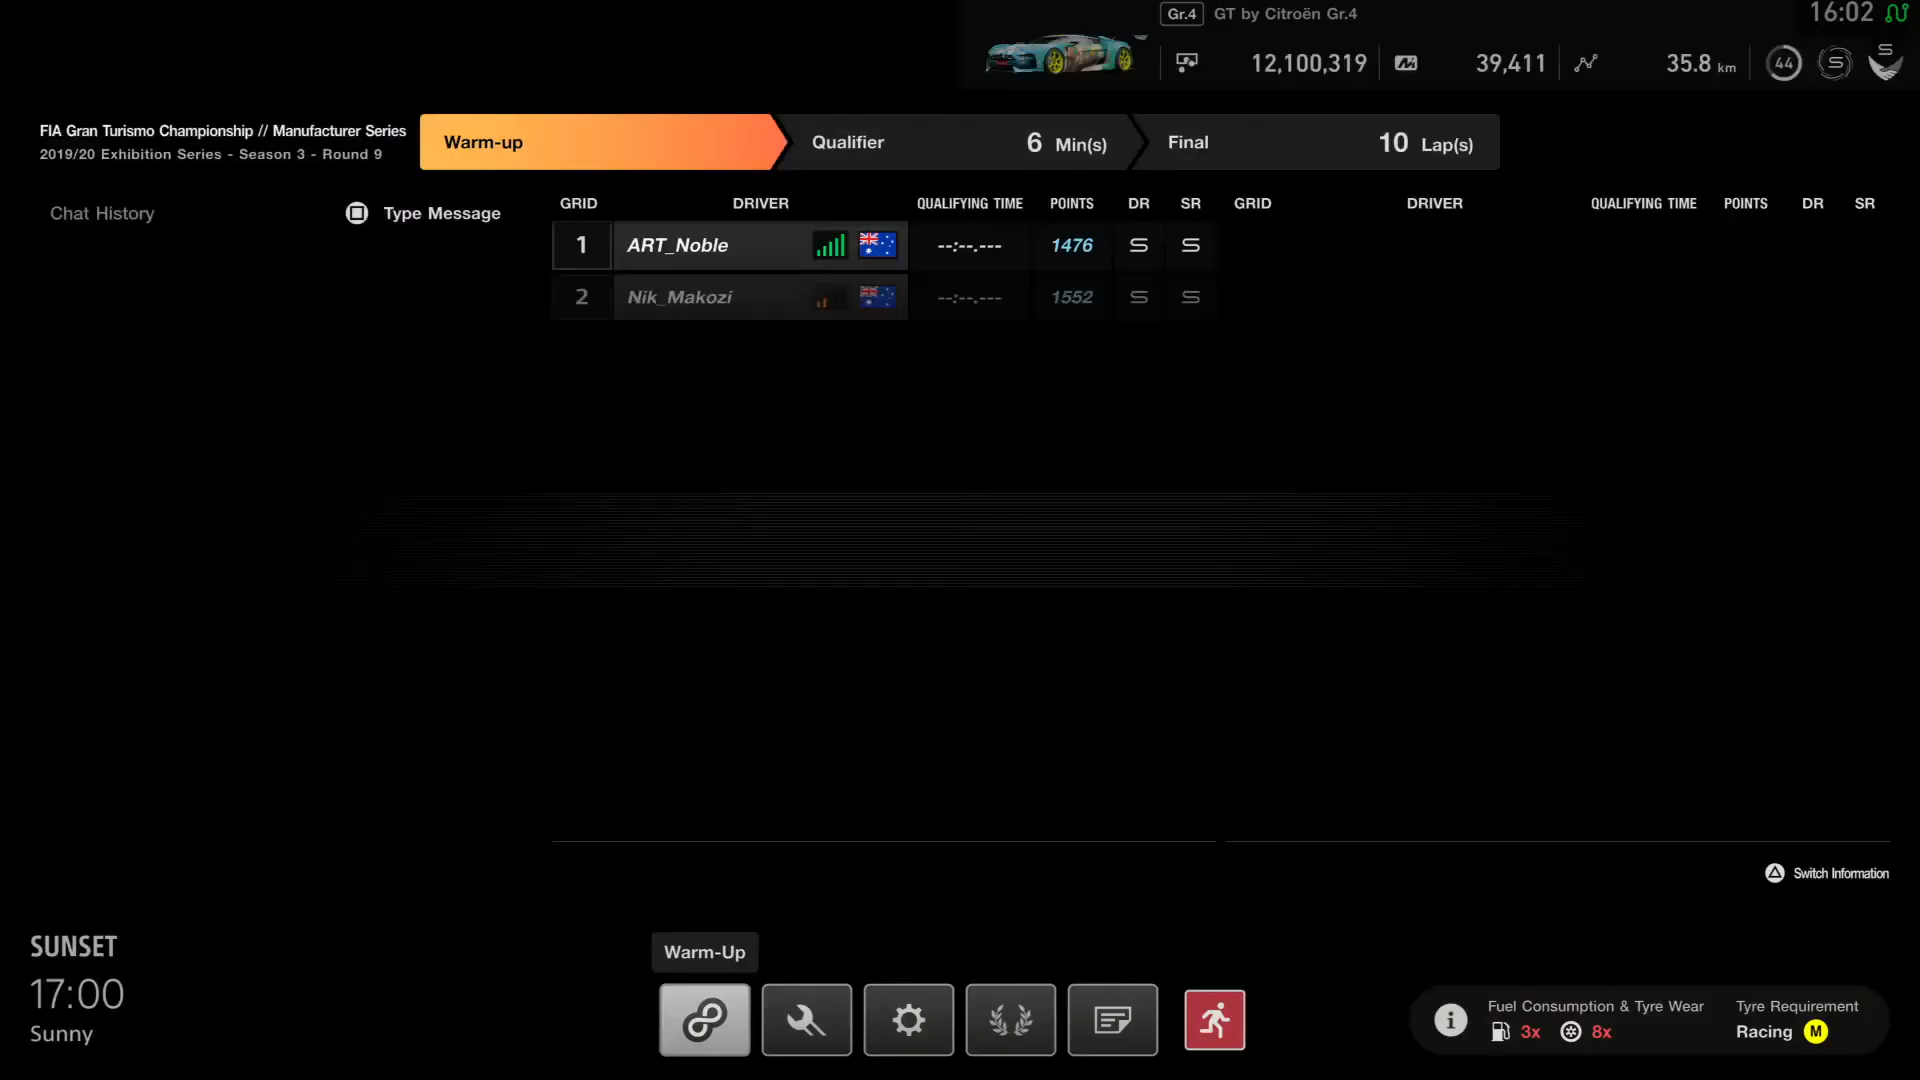 Gr.4 GT by Citroën Gr.4
16:02
12,100,319 39,411 35.8 km 44 S S
FIA Gran Turismo Championship // Manufacturer Series
2019/20 Exhibition Series - Season 3 - Round 9
Warm-up Qualifier 6 Min(s) Final 10 Lap(s)
Chat History Type Message
GRID DRIVER QUALIFYING TIME POINTS DR SR GRID DRIVER QUALIFYING TIME POINTS DR SR
1 ART_Noble --:--.--- 1476 S S
2 Nik_Makozi --:--.--- 1552 S S
Switch Information
SUNSET
17:00
Sunny
Warm-Up
Fuel Consumption & Tyre Wear
3x 8x
Tyre Requirement
Racing M